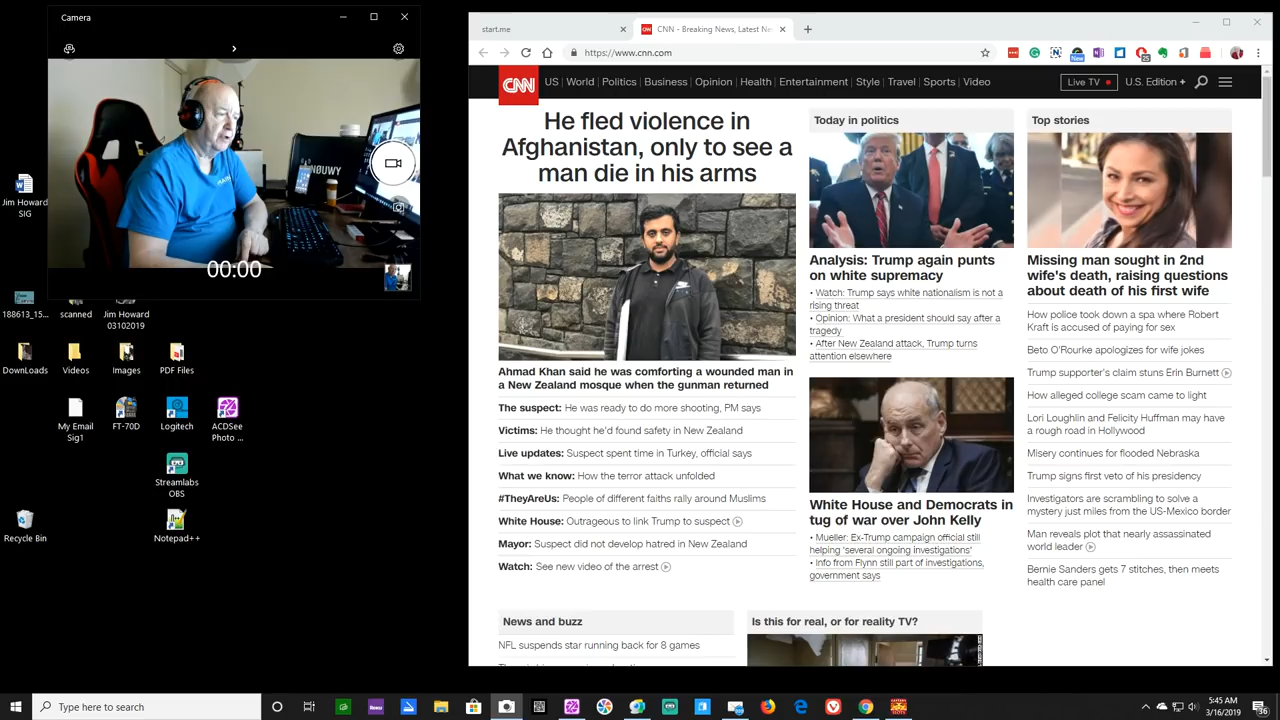 Camera
00:00
NØUWY
Jim Howard
SIG
188613_15...
scanned
Jim Howard
03102019
DownLoads
Videos
Images
PDF Files
My Email
Sig1
FT-70D
Logitech
ACDSee
Photo ...
Streamlabs
OBS
Recycle Bin
Notepad++
start.me
CNN - Breaking News, Latest Ne
https://www.cnn.com
New
25
CNN
US
World
Politics
Business
Opinion
Health
Entertainment
Style
Travel
Sports
Video
Live TV
U.S. Edition +
He fled violence in
Afghanistan, only to see a
man die in his arms
Ahmad Khan said he was comforting a wounded man in
a New Zealand mosque when the gunman returned
The suspect: He was ready to do more shooting, PM says
Victims: He thought he'd found safety in New Zealand
Live updates: Suspect spent time in Turkey, official says
What we know: How the terror attack unfolded
#TheyAreUs: People of different faiths rally around Muslims
White House: Outrageous to link Trump to suspect
Mayor: Suspect did not develop hatred in New Zealand
Watch: See new video of the arrest
Today in politics
Analysis: Trump again punts
on white supremacy
• Watch: Trump says white nationalism is not a
rising threat
• Opinion: What a president should say after a
tragedy
• After New Zealand attack, Trump turns
attention elsewhere
White House and Democrats in
tug of war over John Kelly
• Mueller: Ex-Trump campaign official still
helping 'several ongoing investigations'
• Info from Flynn still part of investigations,
government says
Top stories
Missing man sought in 2nd
wife's death, raising questions
about death of his first wife
How police took down a spa where Robert
Kraft is accused of paying for sex
Beto O'Rourke apologizes for wife jokes
Trump supporter's claim stuns Erin Burnett
How alleged college scam came to light
Lori Loughlin and Felicity Huffman may have
a rough road in Hollywood
Misery continues for flooded Nebraska
Trump signs first veto of his presidency
Investigators are scrambling to solve a
mystery just miles from the US-Mexico border
Man reveals plot that nearly assassinated
world leader
Bernie Sanders gets 7 stitches, then meets
health care panel
News and buzz
NFL suspends star running back for 8 games
Is this for real, or for reality TV?
Type here to search
Roku
5:45 AM
3/16/2019
36